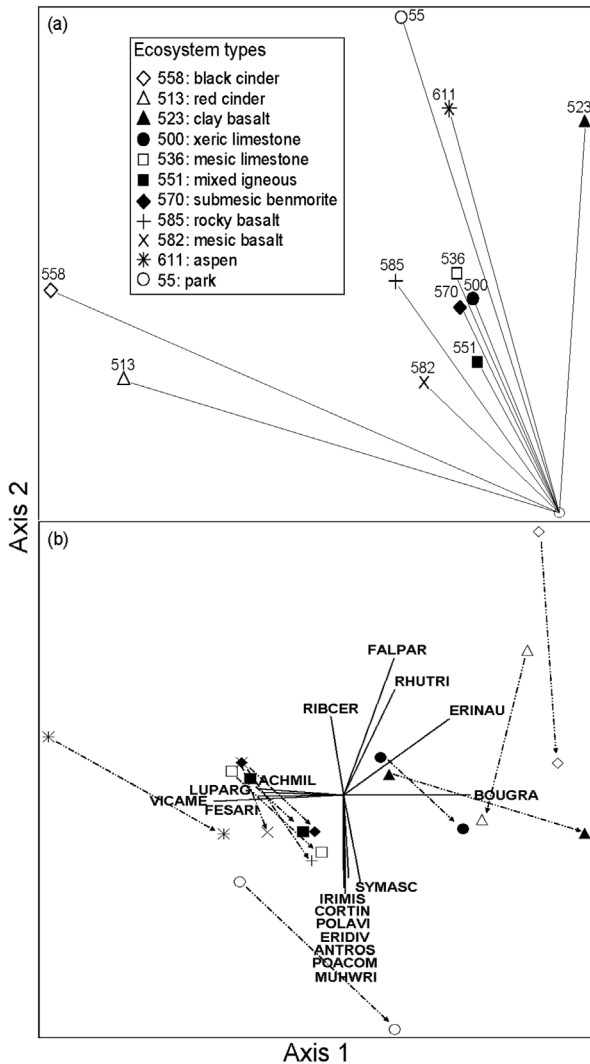 (a)
55
Ecosystem types
558: black cinder
513: red cinder
523: clay basalt
500: xeric limestone
536: mesic limestone
551: mixed igneous
570: submesic benmorite
585: rocky basalt
582: mesic basalt
611: aspen
55: park
611
523
558
585
536
570
500
513
582
551
Axis 2
(b)
FALPAR
RHUTRI
RIBCER
ERINAU
ACHMIL
LUPARG
VICAME
FESARI
BOUGRA
SYMASC
IRIMIS
CORTIN
POLAVI
ERIDIV
ANTROS
POACOM
MUHWRI
Axis 1